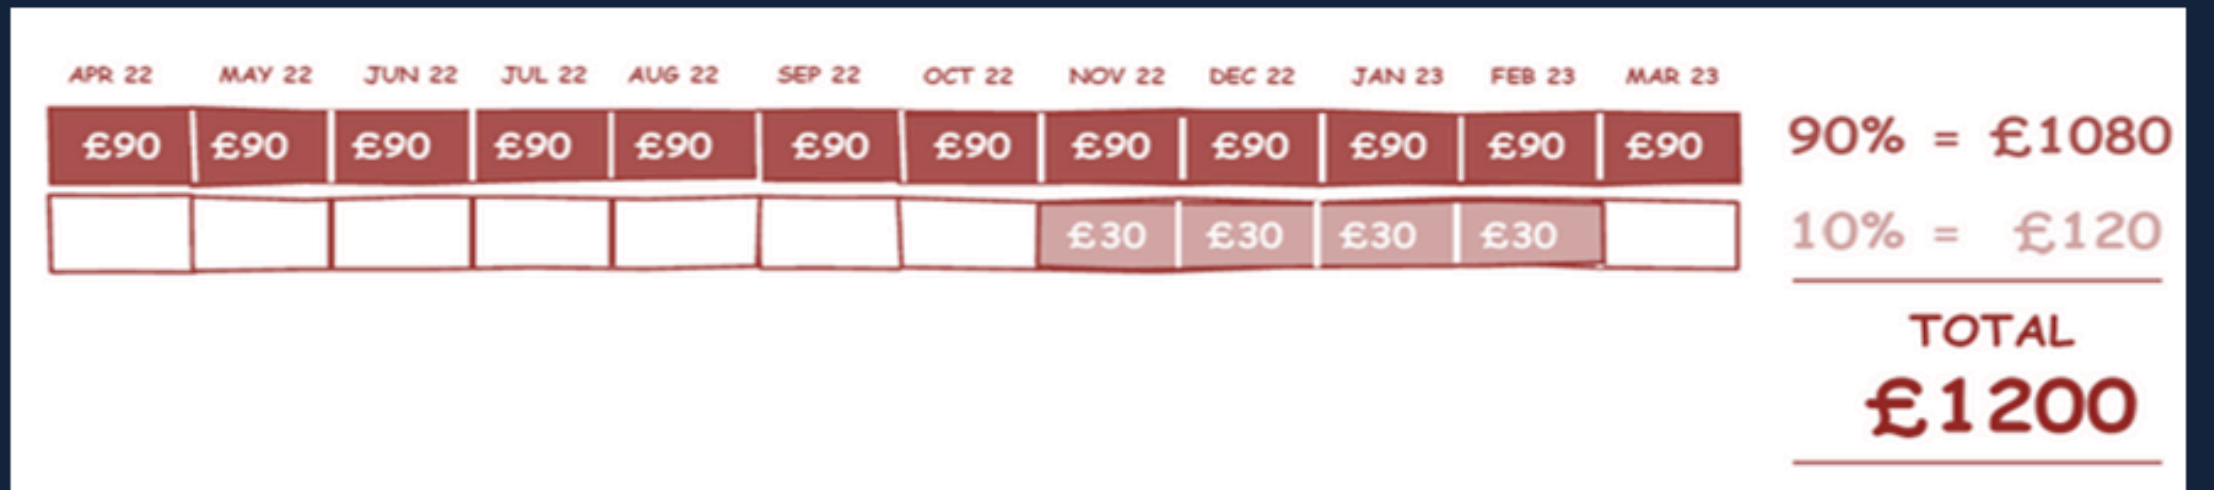 APR 22 MAY 22 JUN 22 JUL 22 AUG 22 SEP 22 OCT 22 NOV 22 DEC 22 JAN 23 FEB 23 MAR 23
£90 £90 £90 £90 £90 £90 £90 £90 £90 £90 £90 £90
90% = £1080
£30 £30 £30 £30
10% = £120
TOTAL
£1200